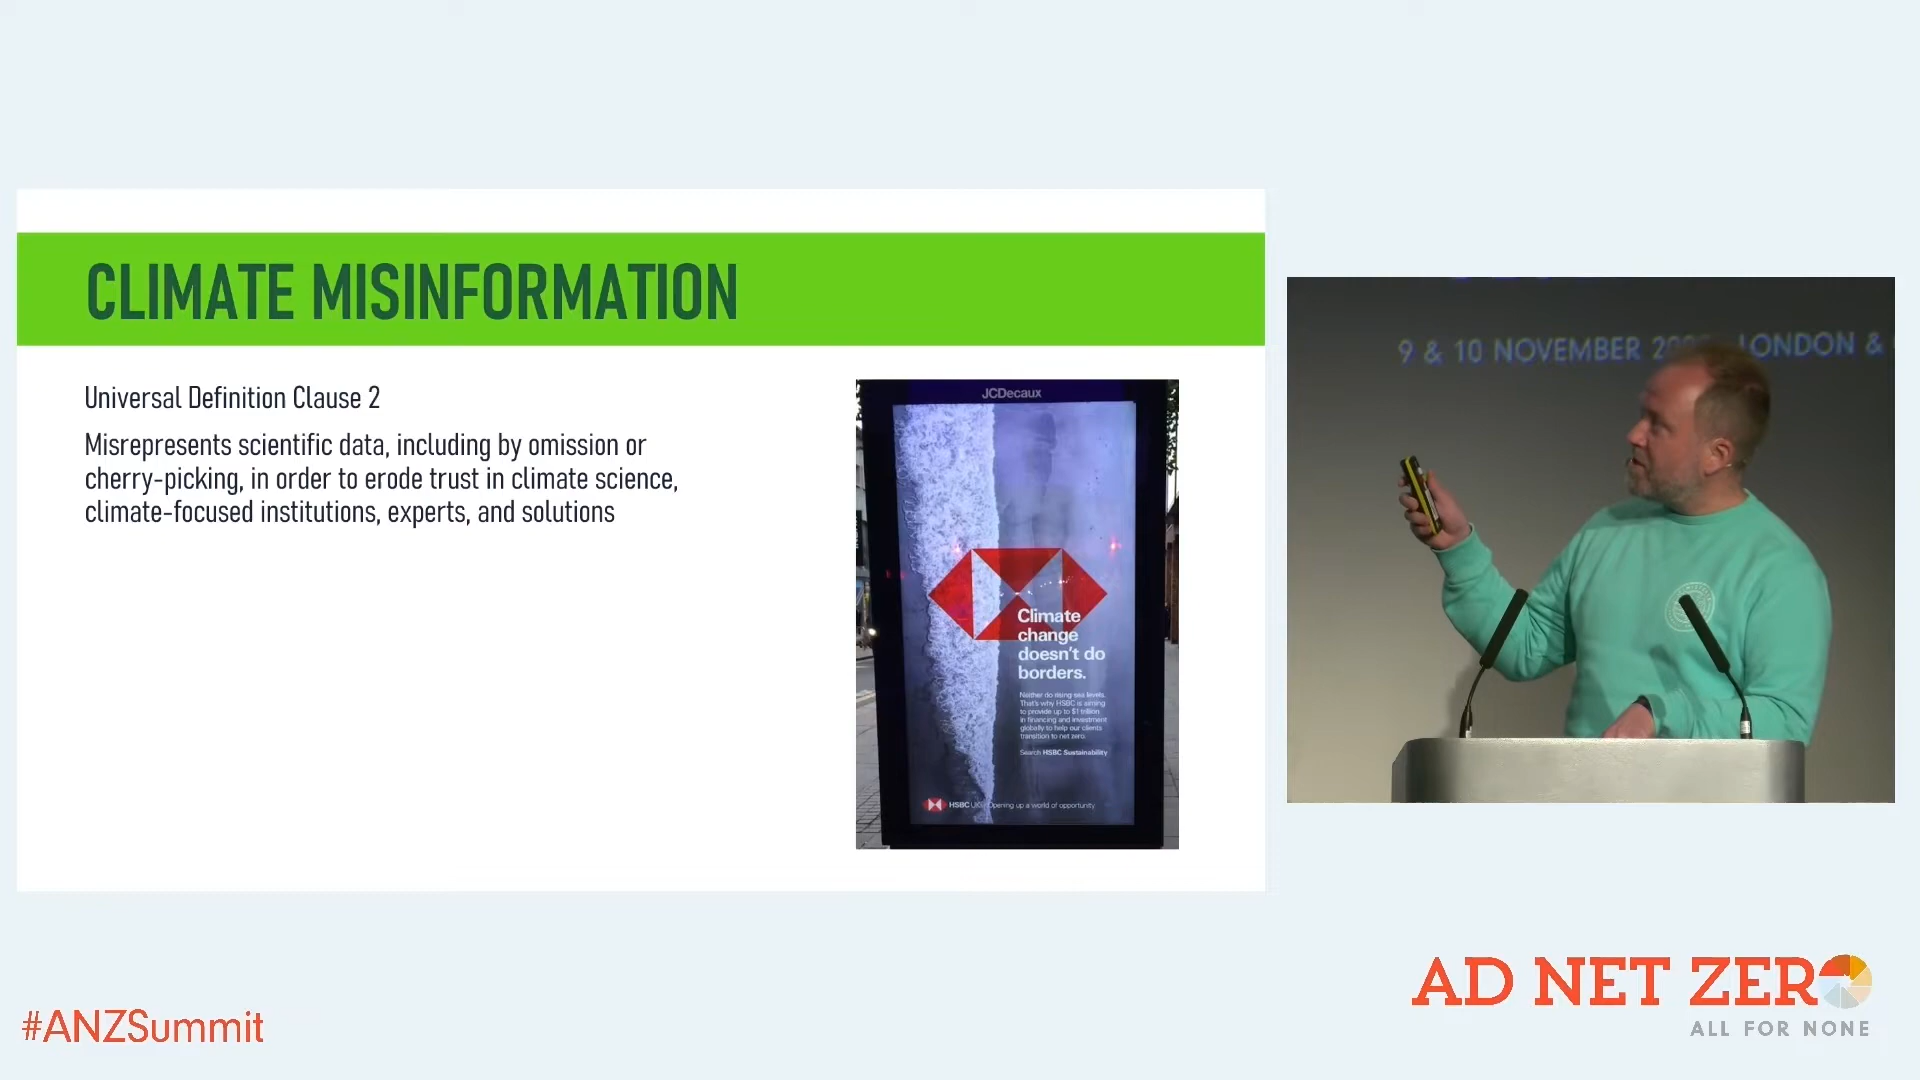 CLIMATE MISINFORMATION
Universal Definition Clause 2
Misrepresents scientific data, including by omission or
cherry-picking, in order to erode trust in climate science,
climate-focused institutions, experts, and solutions
JCDecaux
Climate
change
doesn't do
borders.
Neither do rising sea levels.
That's why HSBC is aiming
to provide up to $1 trillion
in financing and investment
globally to help our clients
transition to net zero.
Search HSBC Sustainability
HSBC UK Opening up a world of opportunity
9 & 10 NOVEMBER LONDON &
#ANZSummit
AD NET ZERO
ALL FOR NONE